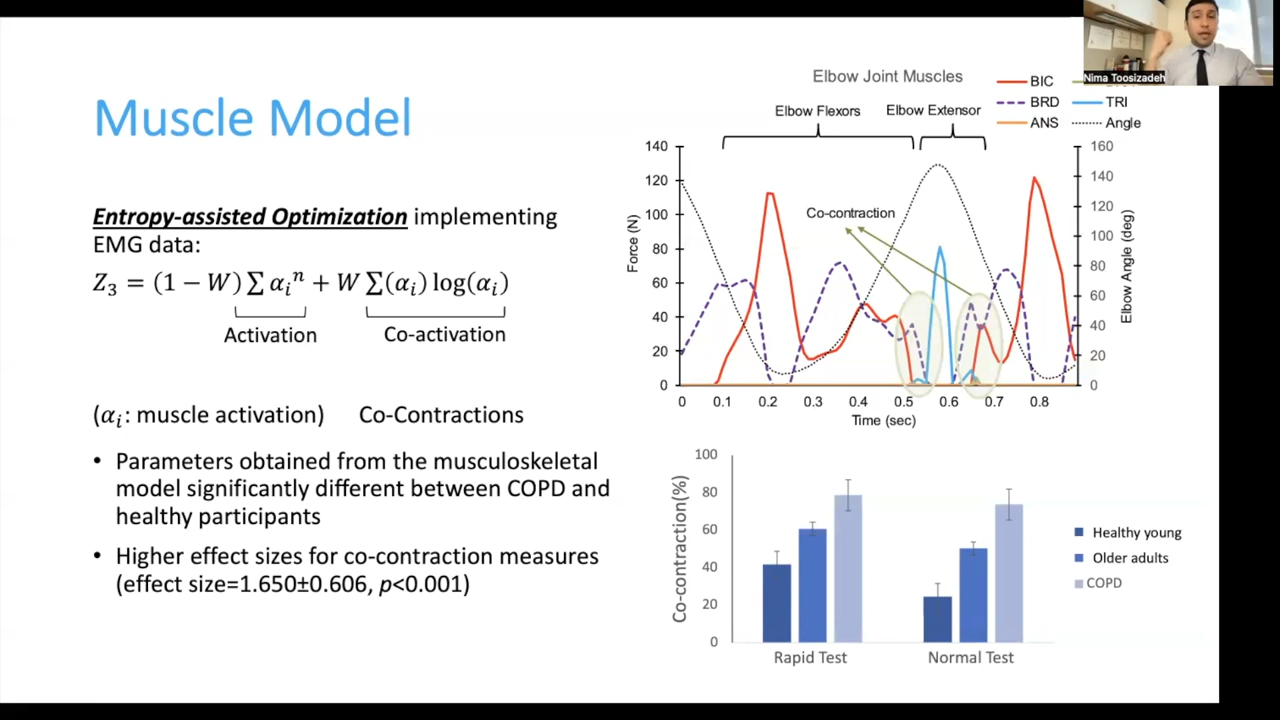 Nima Toosizadeh
Muscle Model
Entropy-assisted Optimization implementing
EMG data:
Z₃ = (1 − W) ∑ αᵢⁿ + W ∑(αᵢ) log(αᵢ)
Activation
Co-activation
(αᵢ: muscle activation) Co-Contractions
• Parameters obtained from the musculoskeletal
model significantly different between COPD and
healthy participants
• Higher effect sizes for co-contraction measures
(effect size=1.650±0.606, p<0.001)
Elbow Joint Muscles
BIC
BRD
TRI
ANS
Angle
Elbow Flexors
Elbow Extensor
Co-contraction
Force (N)
140
120
100
80
60
40
20
0
Elbow Angle (deg)
160
140
120
100
80
60
40
20
0
0 0.1 0.2 0.3 0.4 0.5 0.6 0.7 0.8
Time (sec)
Co-contraction(%)
100
80
60
40
20
0
Rapid Test
Normal Test
Healthy young
Older adults
COPD